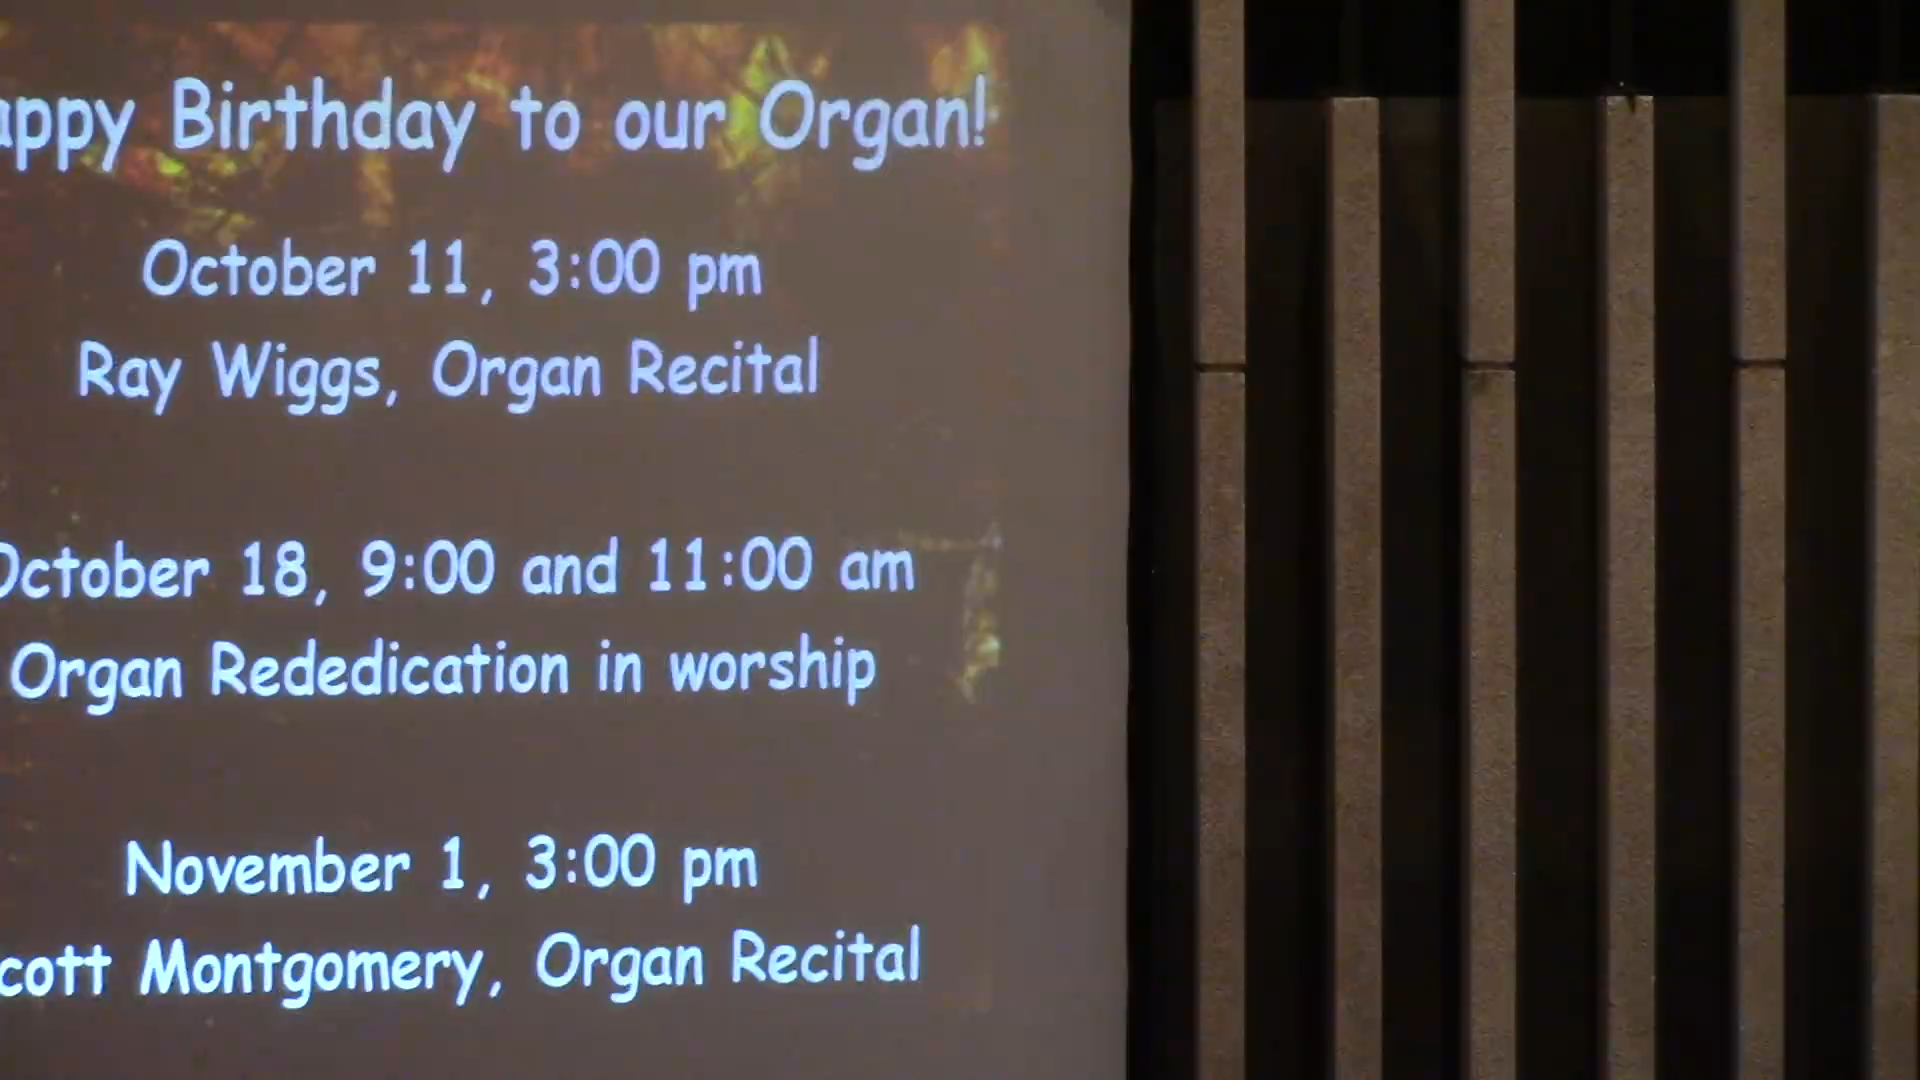 appy Birthday to our Organ!
October 11, 3:00 pm
Ray Wiggs, Organ Recital
October 18, 9:00 and 11:00 am
Organ Rededication in worship
November 1, 3:00 pm
cott Montgomery, Organ Recital